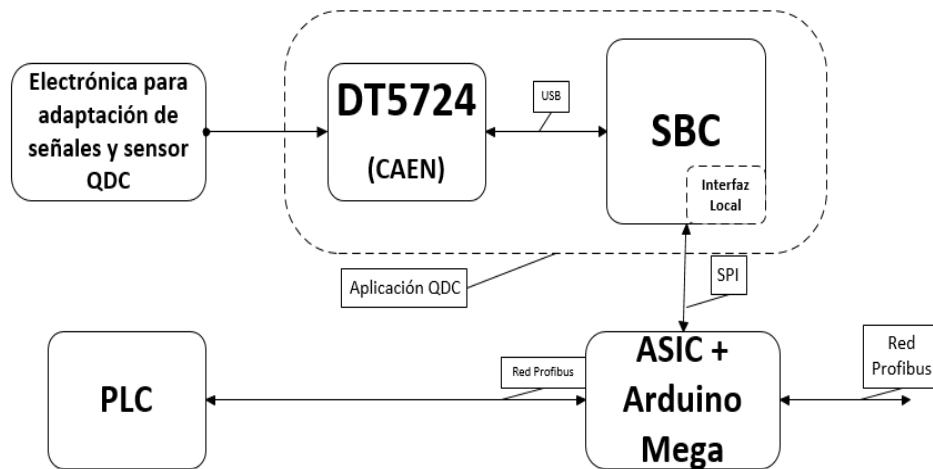 Electrónica para
adaptación de
señales y sensor
QDC
DT5724
(CAEN)
USB
SBC
Interfaz
Local
Aplicación QDC
SPI
PLC
Red Profibus
ASIC +
Arduino
Mega
Red
Profibus